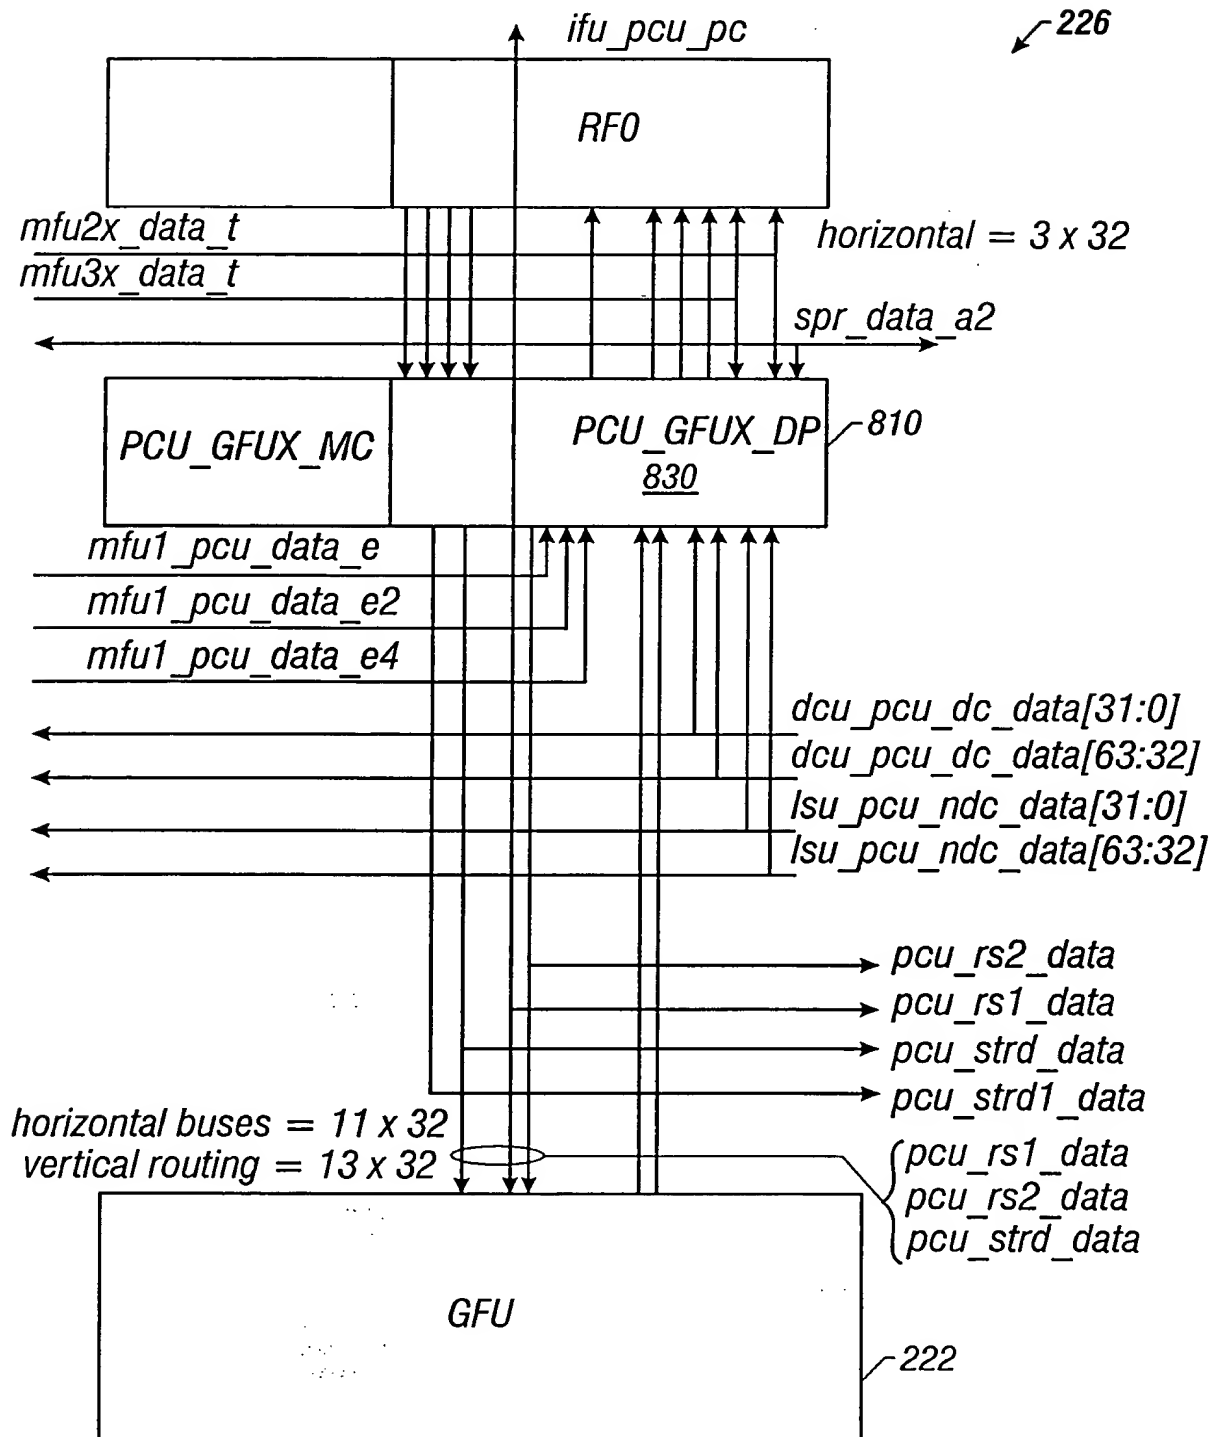 ifu_pcu_pc
226
RF0
mfu2x_data_t
horizontal = 3 x 32
mfu3x_data_t
spr_data_a2
PCU_GFUX_MC
PCU_GFUX_DP
810
830
mfu1_pcu_data_e
mfu1_pcu_data_e2
mfu1_pcu_data_e4
dcu_pcu_dc_data[31:0]
dcu_pcu_dc_data[63:32]
lsu_pcu_ndc_data[31:0]
lsu_pcu_ndc_data[63:32]
pcu_rs2_data
pcu_rs1_data
pcu_strd_data
pcu_strd1_data
horizontal buses = 11 x 32
vertical routing = 13 x 32
pcu_rs1_data
pcu_rs2_data
pcu_strd_data
GFU
222